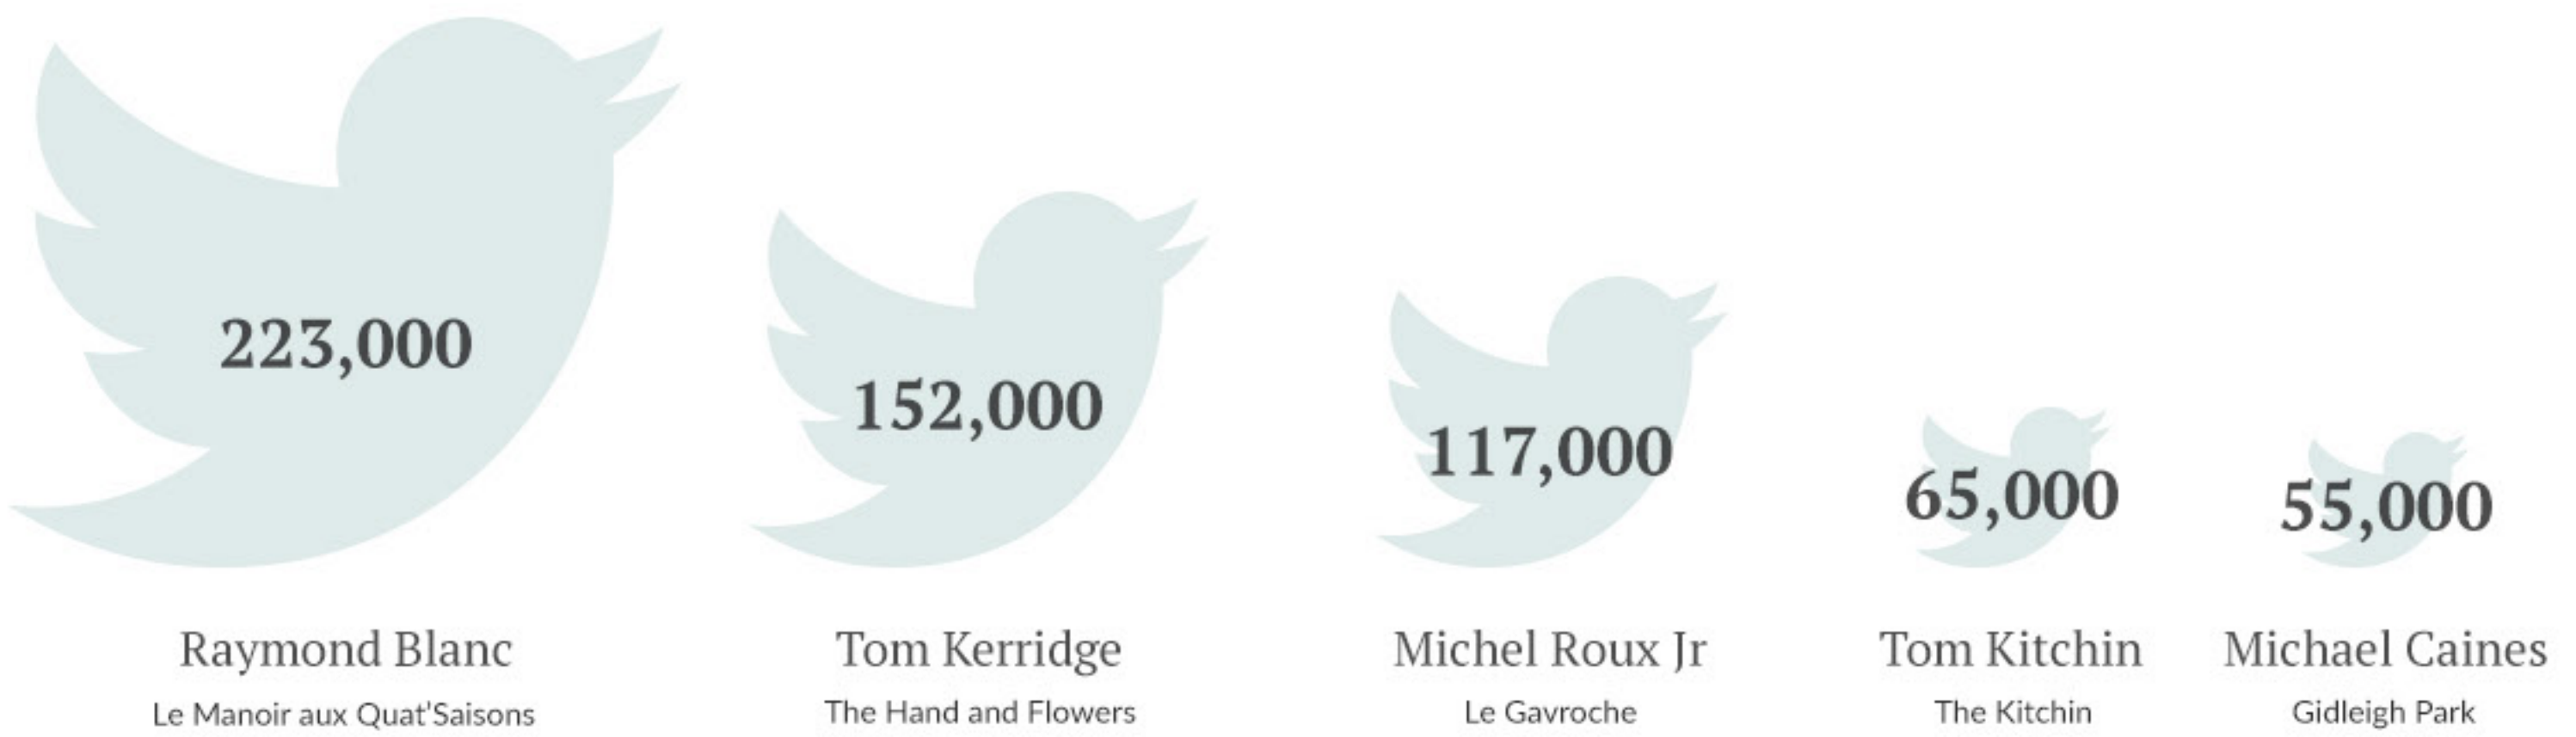 223,000
152,000
117,000
65,000
55,000
Raymond Blanc
Tom Kerridge
Michel Roux Jr
Tom Kitchin
Michael Caines
Le Manoir aux Quat'Saisons
The Hand and Flowers
Le Gavroche
The Kitchin
Gidleigh Park